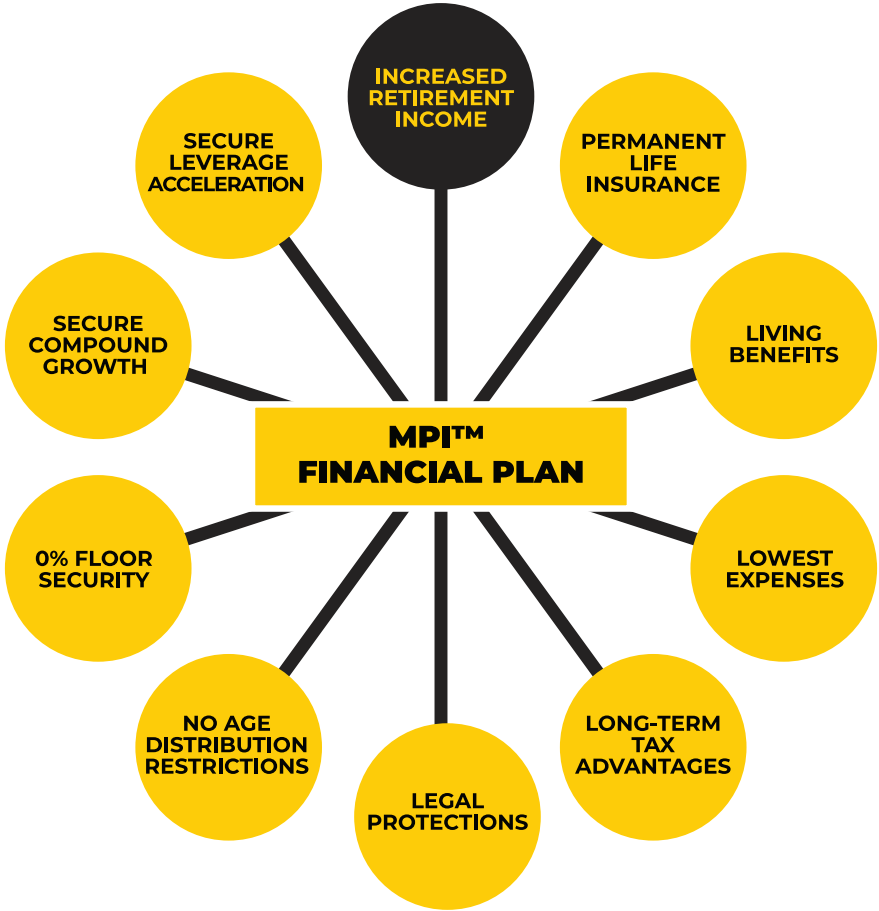 INCREASED
RETIREMENT
INCOME
PERMANENT
LIFE
INSURANCE
LIVING
BENEFITS
LOWEST
EXPENSES
LONG-TERM
TAX
ADVANTAGES
LEGAL
PROTECTIONS
NO AGE
DISTRIBUTION
RESTRICTIONS
0% FLOOR
SECURITY
SECURE
COMPOUND
GROWTH
SECURE
LEVERAGE
ACCELERATION
MPI™
FINANCIAL PLAN